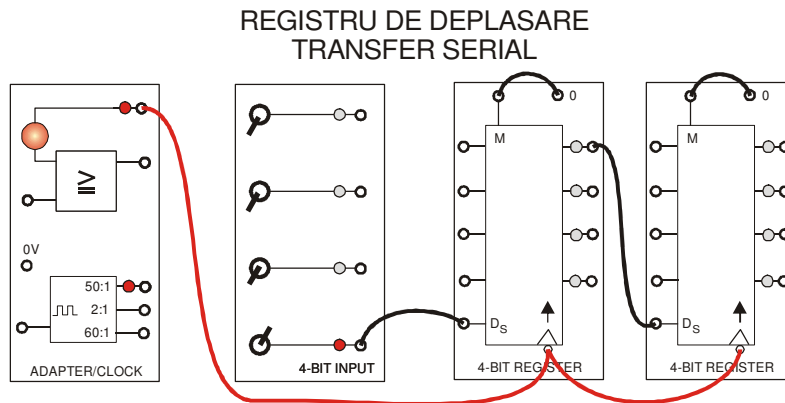 REGISTRU DE DEPLASARE
TRANSFER SERIAL
0V
50:1
2:1
60:1
ADAPTER/CLOCK
4-BIT INPUT
0
M
DS
4-BIT REGISTER
0
M
DS
4-BIT REGISTER